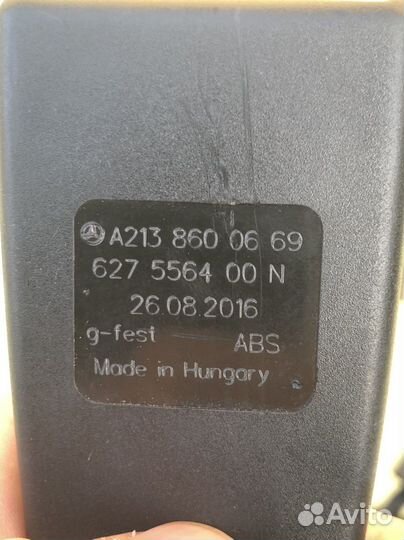 A213 860 06 69
627 5564 00 N
26.08.2016
g-fest ABS
Made in Hungary
Avito